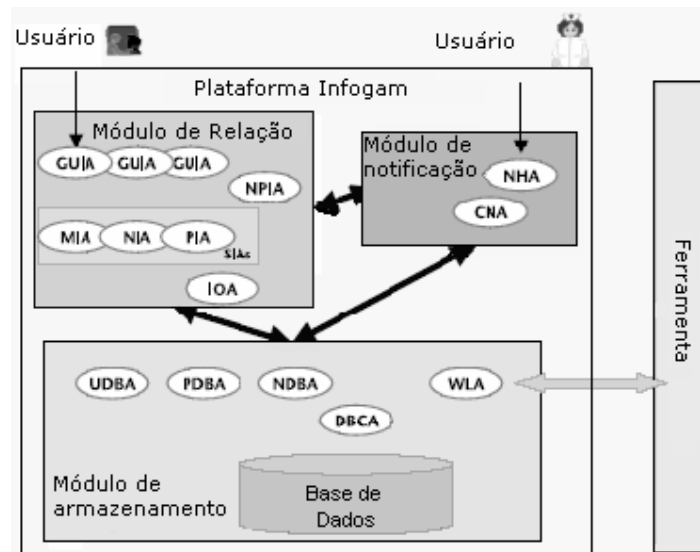 Usuário
Usuário
Plataforma Infogam
Módulo de Relação
GUIA GUIA GUIA
NPIA
MIA NIA PIA
SIAs
IOA
Módulo de
notificação
NHA
CNA
UDBA PDBA NDBA WLA
DBCA
Módulo de
armazenamento
Base de
Dados
Ferramenta